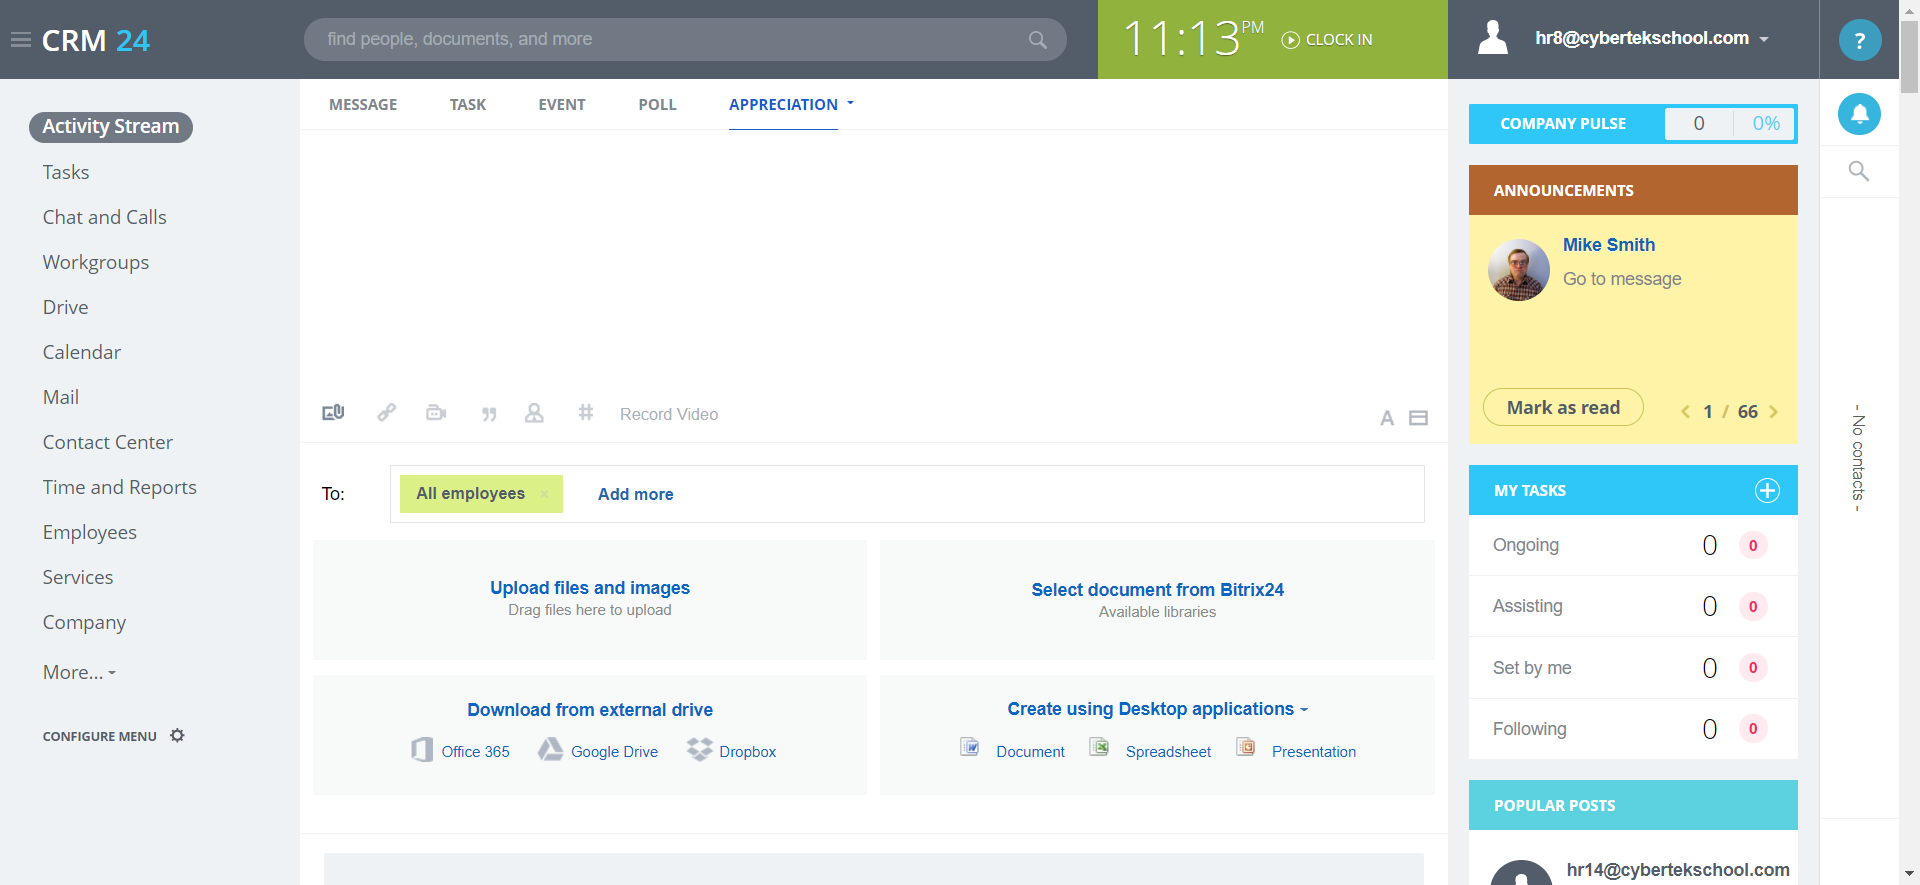 CRM 24
find people, documents, and more
11:13 PM
CLOCK IN
hr8@cybertekschool.com
?
Activity Stream
Tasks
Chat and Calls
Workgroups
Drive
Calendar
Mail
Contact Center
Time and Reports
Employees
Services
Company
More...
CONFIGURE MENU
MESSAGE TASK EVENT POLL APPRECIATION
Record Video
A
To: All employees × Add more
Upload files and images
Drag files here to upload
Select document from Bitrix24
Available libraries
Download from external drive
Office 365 Google Drive Dropbox
Create using Desktop applications
Document Spreadsheet Presentation
COMPANY PULSE 0 0%
ANNOUNCEMENTS
Mike Smith
Go to message
Mark as read 1 / 66
MY TASKS
Ongoing 0 0
Assisting 0 0
Set by me 0 0
Following 0 0
POPULAR POSTS
hr14@cybertekschool.com
- No contacts -